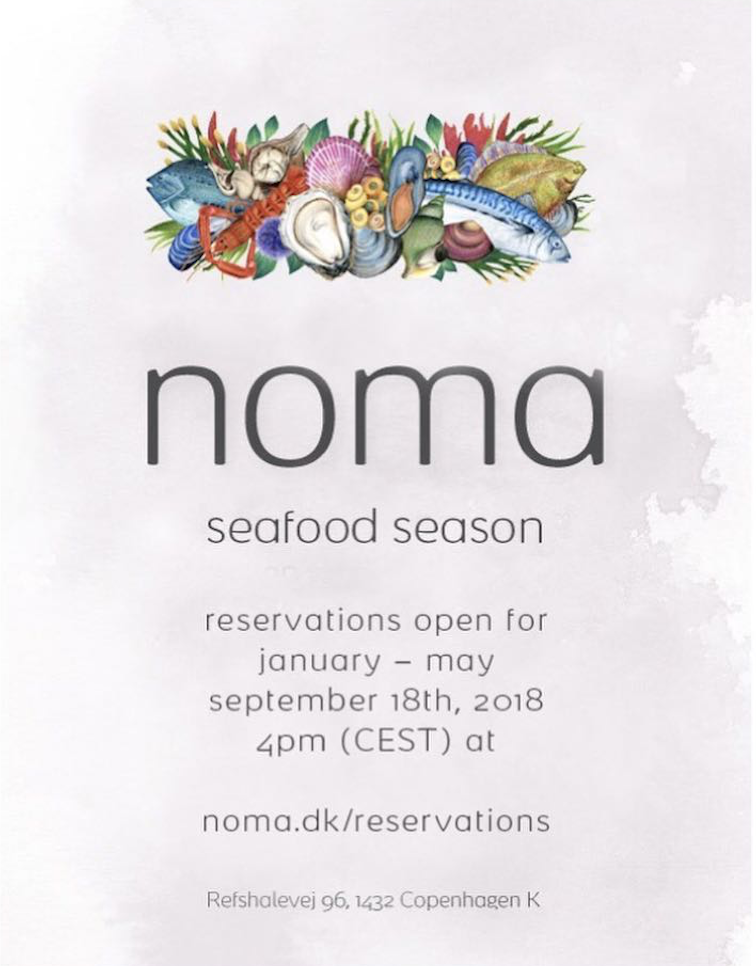 noma
seafood season
reservations open for
january – may
september 18th, 2018
4pm (CEST) at
noma.dk/reservations
Refshalevej 96, 1432 Copenhagen K